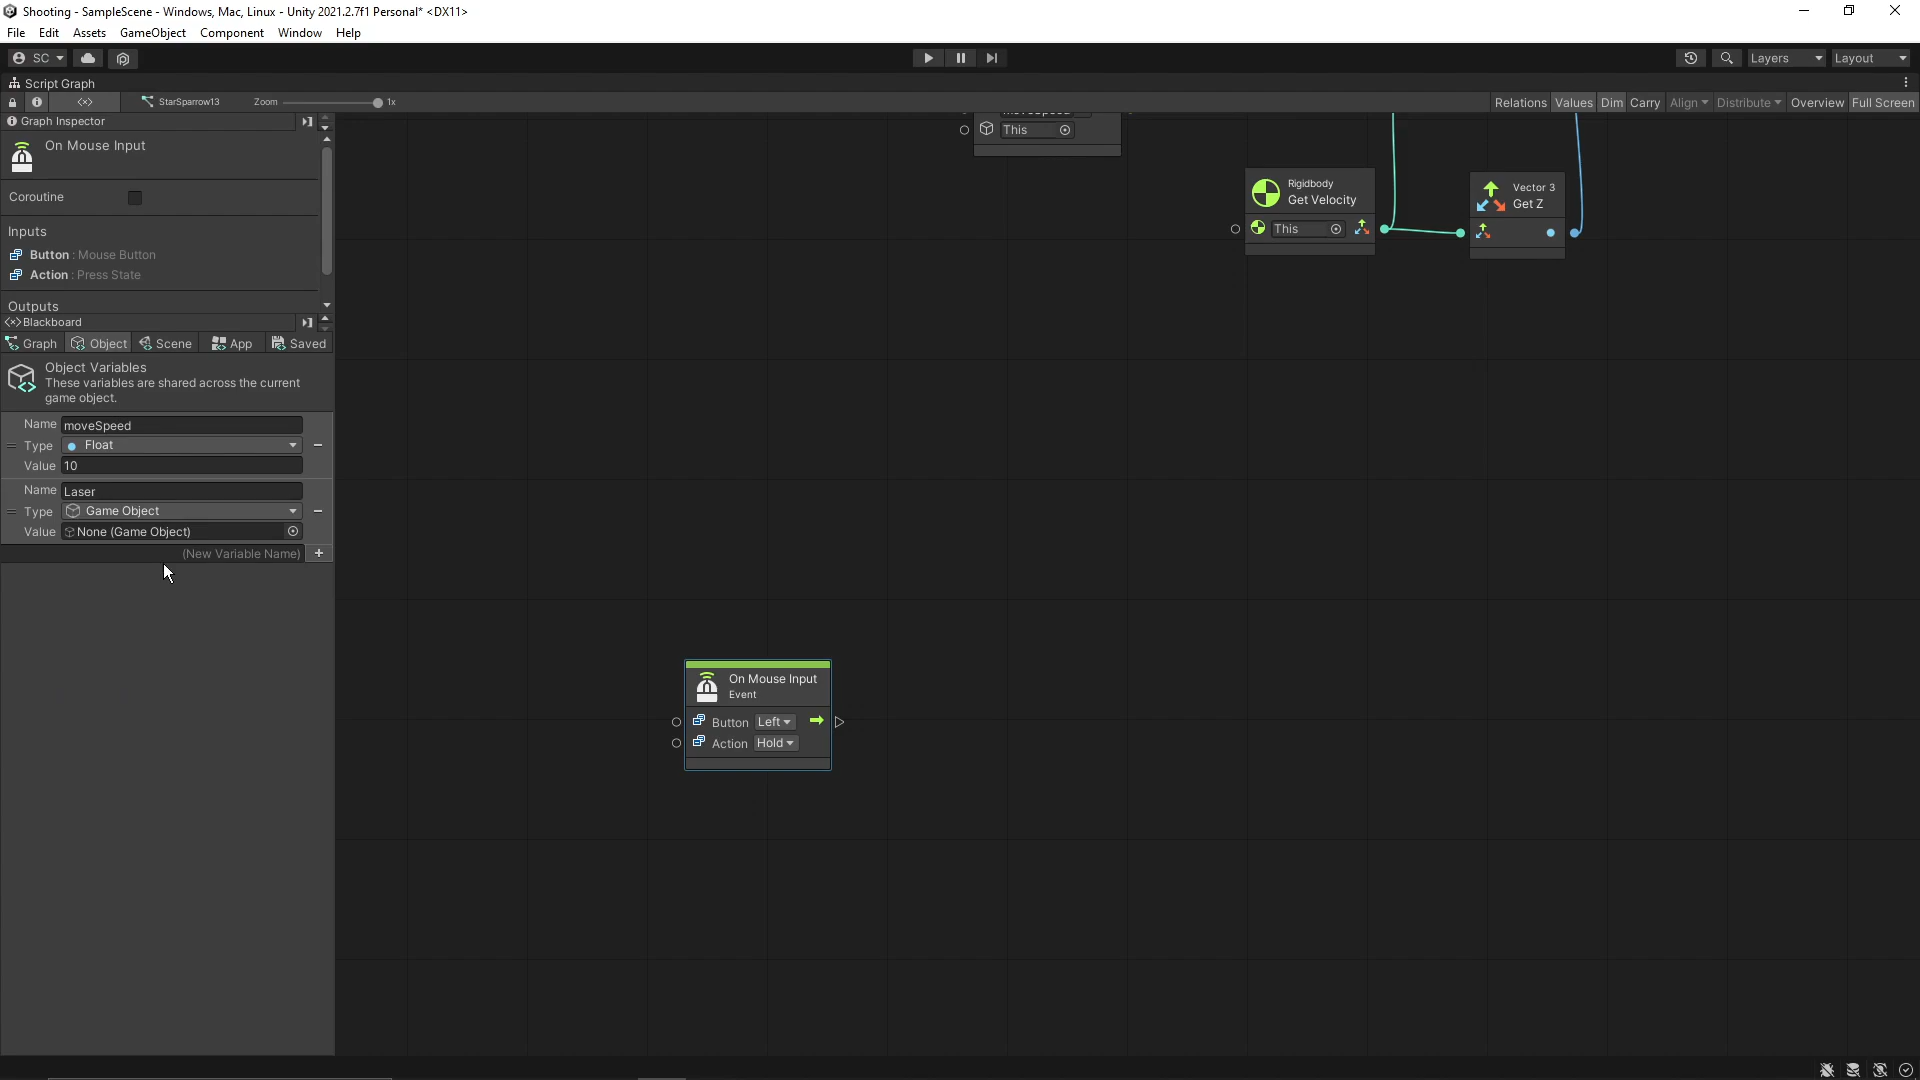 Shooting - SampleScene - Windows, Mac, Linux - Unity 2021.2.7f1 Personal* <DX11>
File Edit Assets GameObject Component Window Help
SC Layers Layout
Script Graph
StarSparrow13 Zoom 1x Relations Values Dim Carry Align Distribute Overview Full Screen
Graph Inspector
On Mouse Input
Coroutine
Inputs
Button : Mouse Button
Action : Press State
Outputs
<x> Blackboard
Graph Object Scene App Saved
Object Variables
These variables are shared across the current
game object.
Name moveSpeed
Type Float
Value 10
Name Laser
Type Game Object
Value None (Game Object)
(New Variable Name) +
moveSpeed
This
Rigidbody
Get Velocity
This
Vector 3
Get Z
On Mouse Input
Event
Button Left
Action Hold